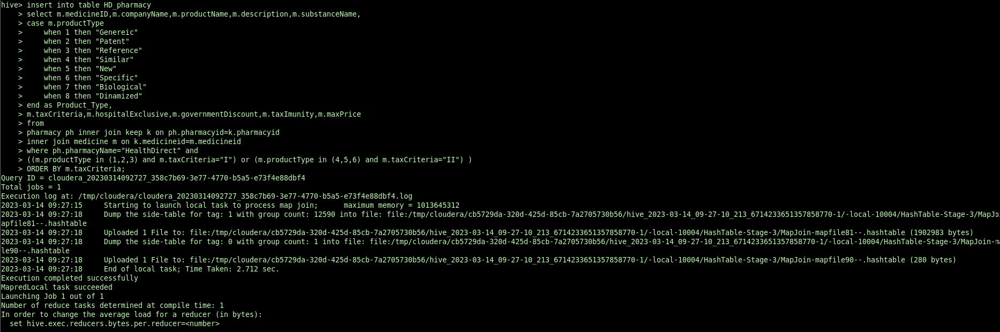 hive> insert into table HD_pharmacy
    > select m.medicineID,m.companyName,m.productName,m.description,m.substanceName,
    > case m.productType
    >     when 1 then "Genereic"
    >     when 2 then "Patent"
    >     when 3 then "Reference"
    >     when 4 then "Similar"
    >     when 5 then "New"
    >     when 6 then "Specific"
    >     when 7 then "Biological"
    >     when 8 then "Dinamized"
    > end as Product_Type,
    > m.taxCriteria,m.hospitalExclusive,m.governmentDiscount,m.taxImunity,m.maxPrice
    > from
    > pharmacy ph inner join keep k on ph.pharmacyid=k.pharmacyid
    > inner join medicine m on k.medicineid=m.medicineid
    > where ph.pharmacyName="HealthDirect" and
    > ((m.productType in (1,2,3) and m.taxCriteria="I") or (m.productType in (4,5,6) and m.taxCriteria="II") )
    > ORDER BY m.taxCriteria;
Query ID = cloudera_20230314092727_358c7b69-3e77-4770-b5a5-e73f4e88dbf4
Total jobs = 1
Execution log at: /tmp/cloudera/cloudera_20230314092727_358c7b69-3e77-4770-b5a5-e73f4e88dbf4.log
2023-03-14 09:27:15     Starting to launch local task to process map join;      maximum memory = 1013645312
2023-03-14 09:27:18     Dump the side-table for tag: 1 with group count: 12590 into file: file:/tmp/cloudera/cb5729da-320d-425d-85cb-7a2705730b56/hive_2023-03-14_09-27-10_213_6714233651357858770-1/-local-10004/HashTable-Stage-3/MapJo
apfile81--.hashtable
2023-03-14 09:27:18     Uploaded 1 File to: file:/tmp/cloudera/cb5729da-320d-425d-85cb-7a2705730b56/hive_2023-03-14_09-27-10_213_6714233651357858770-1/-local-10004/HashTable-Stage-3/MapJoin-mapfile81--.hashtable (1902983 bytes)
2023-03-14 09:27:18     Dump the side-table for tag: 0 with group count: 1 into file: file:/tmp/cloudera/cb5729da-320d-425d-85cb-7a2705730b56/hive_2023-03-14_09-27-10_213_6714233651357858770-1/-local-10004/HashTable-Stage-3/MapJoin-m
le90--.hashtable
2023-03-14 09:27:18     Uploaded 1 File to: file:/tmp/cloudera/cb5729da-320d-425d-85cb-7a2705730b56/hive_2023-03-14_09-27-10_213_6714233651357858770-1/-local-10004/HashTable-Stage-3/MapJoin-mapfile90--.hashtable (280 bytes)
2023-03-14 09:27:18     End of local task; Time Taken: 2.712 sec.
Execution completed successfully
MapredLocal task succeeded
Launching Job 1 out of 1
Number of reduce tasks determined at compile time: 1
In order to change the average load for a reducer (in bytes):
  set hive.exec.reducers.bytes.per.reducer=<number>